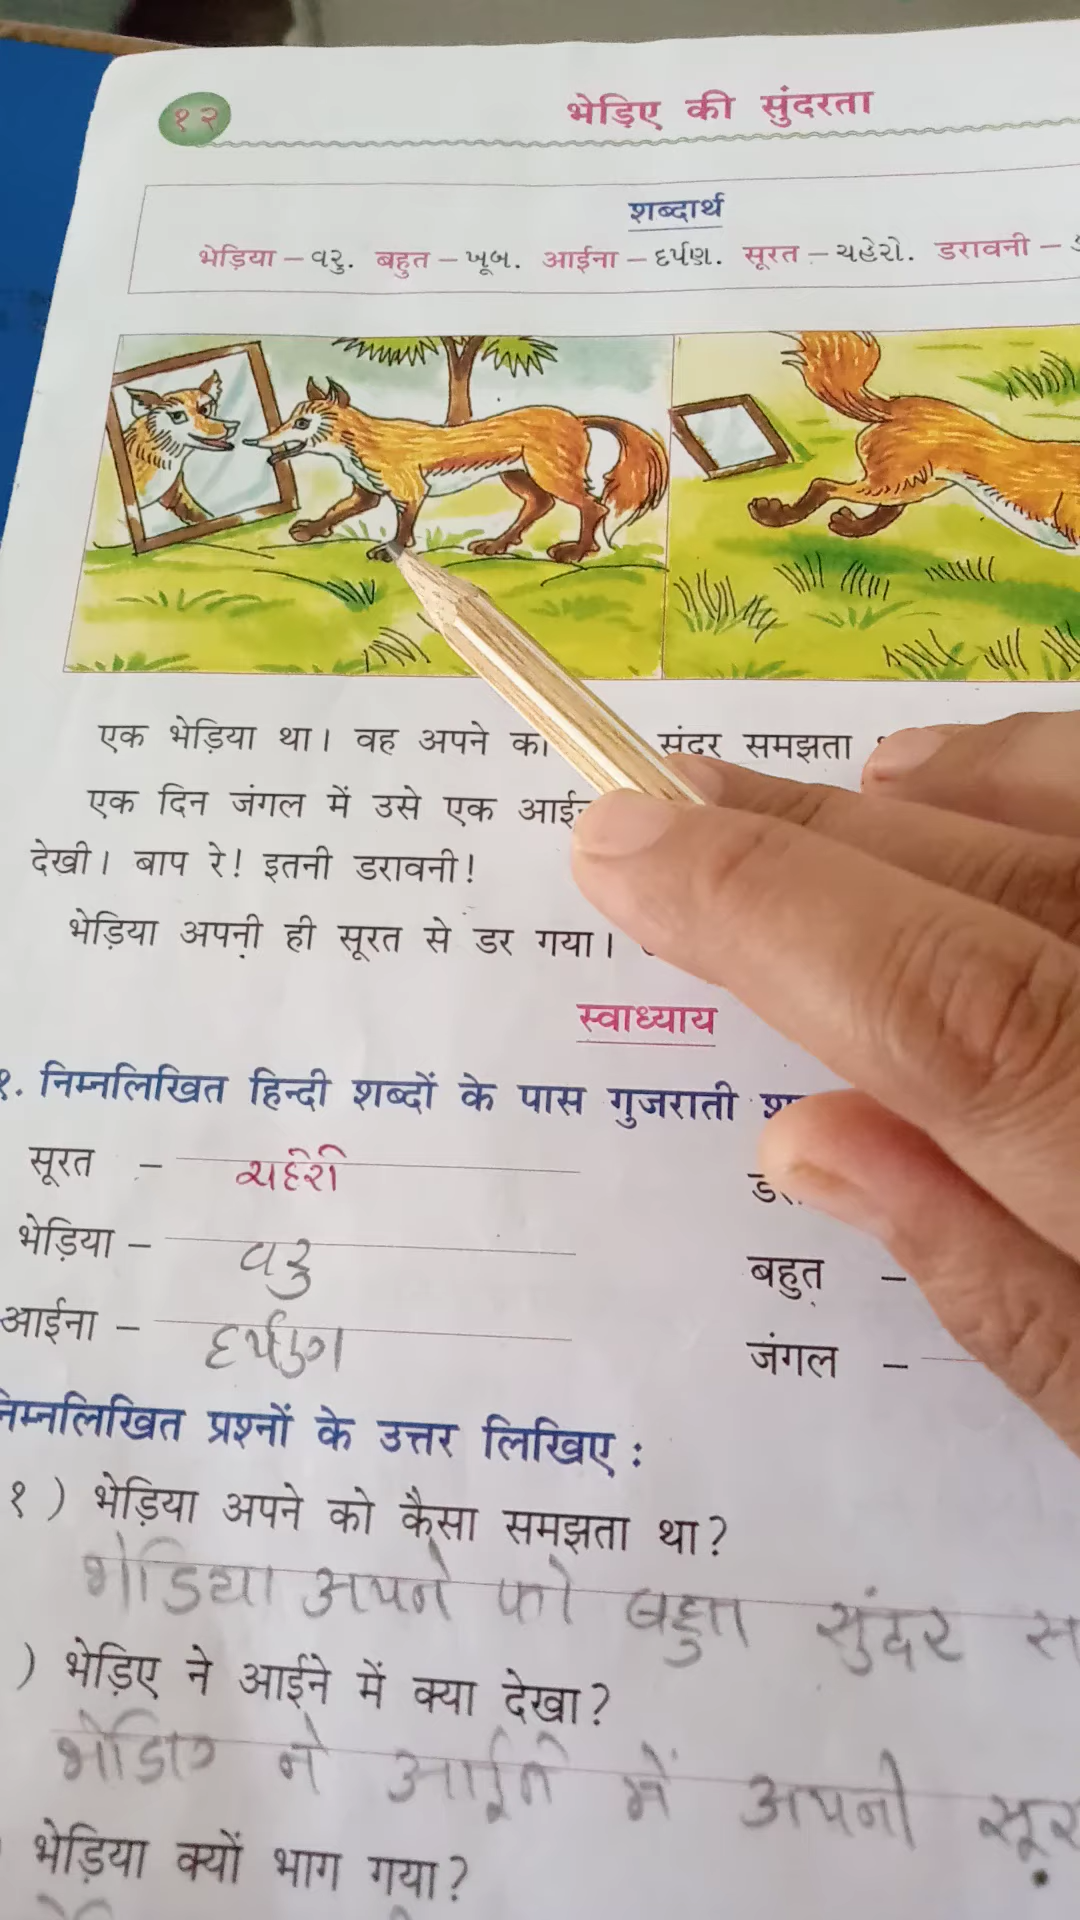 १२
भेड़िए की सुंदरता
शब्दार्थ
भेड़िया – વરુ. बहुत – ખૂબ. आईना – દર્પણ. सूरत – ચહેરો. डरावनी –
एक भेड़िया था। वह अपने को सुंदर समझता
एक दिन जंगल में उसे एक
देखी। बाप रे! इतनी डरावनी!
भेड़िया अपनी ही सूरत से डर गया।
स्वाध्याय
१. निम्नलिखित हिन्दी शब्दों के पास गुजराती
सूरत – ચહેરો
भेड़िया – વરુ बहुत –
आईना – દર્પણ जंगल –
निम्नलिखित प्रश्नों के उत्तर लिखिए :
१ ) भेड़िया अपने को कैसा समझता था?
भेडिया अपने को बहुत सुंदर
) भेड़िए ने आईने में क्या देखा?
भेडिए ने आईने में अपनी
भेड़िया क्यों भाग गया?